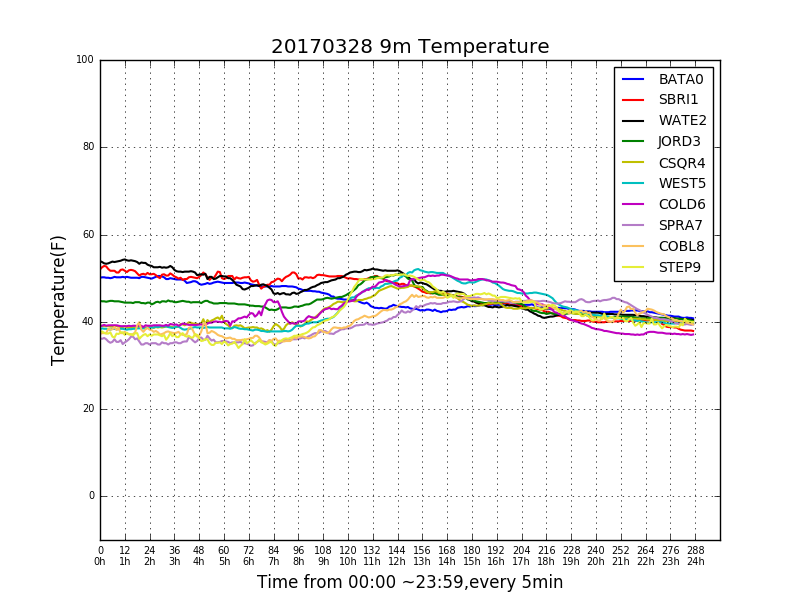 20170328 9m Temperature
100
80
60
40
20
0
Temperature(F)
BATA0
SBRI1
WATE2
JORD3
CSQR4
WEST5
COLD6
SPRA7
COBL8
STEP9
0 12 24 36 48 60 72 84 96 108 120 132 144 156 168 180 192 204 216 228 240 252 264 276 288
0h 1h 2h 3h 4h 5h 6h 7h 8h 9h 10h 11h 12h 13h 14h 15h 16h 17h 18h 19h 20h 21h 22h 23h 24h
Time from 00:00 ~23:59,every 5min